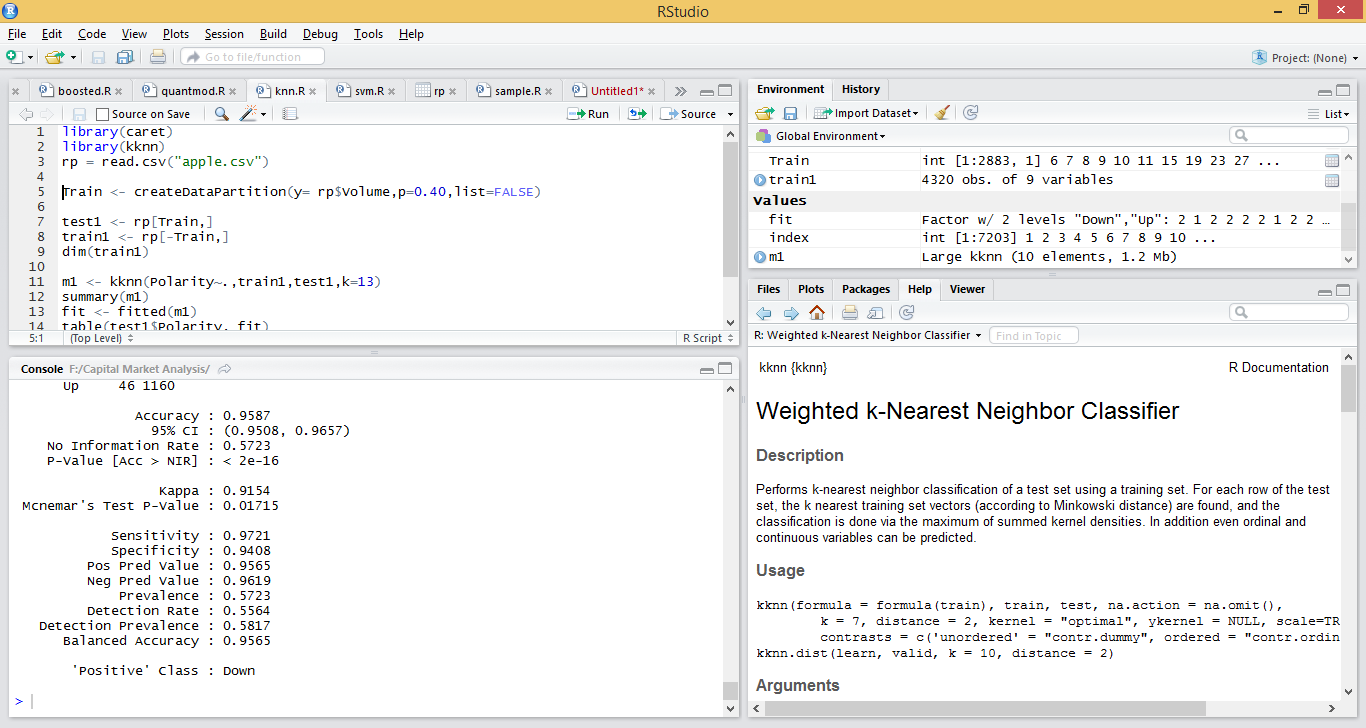 RStudio
File Edit Code View Plots Session Build Debug Tools Help
Go to file/function
Project: (None)
boosted.R quantmod.R knn.R svm.R rp sample.R Untitled1*
Source on Save Run Source
1 library(caret)
2 library(kknn)
3 rp = read.csv("apple.csv")
4
5 Train <- createDataPartition(y= rp$Volume,p=0.40,list=FALSE)
6
7 test1 <- rp[Train,]
8 train1 <- rp[-Train,]
9 dim(train1)
10
11 m1 <- kknn(Polarity~.,train1,test1,k=13)
12 summary(m1)
13 fit <- fitted(m1)
14 table(test1$Polarity, fit)
5:1 (Top Level) R Script
Console F:/Capital Market Analysis/
Up 46 1160
Accuracy : 0.9587
95% CI : (0.9508, 0.9657)
No Information Rate : 0.5723
P-Value [Acc > NIR] : < 2e-16
Kappa : 0.9154
Mcnemar's Test P-Value : 0.01715
Sensitivity : 0.9721
Specificity : 0.9408
Pos Pred Value : 0.9565
Neg Pred Value : 0.9619
Prevalence : 0.5723
Detection Rate : 0.5564
Detection Prevalence : 0.5817
Balanced Accuracy : 0.9565
'Positive' Class : Down
>
Environment History
Import Dataset List
Global Environment
Train int [1:2883, 1] 6 7 8 9 10 11 15 19 23 27 ...
train1 4320 obs. of 9 variables
Values
fit Factor w/ 2 levels "Down","Up": 2 1 2 2 2 2 1 2 2 ...
index int [1:7203] 1 2 3 4 5 6 7 8 9 10 ...
m1 Large kknn (10 elements, 1.2 Mb)
Files Plots Packages Help Viewer
R: Weighted k-Nearest Neighbor Classifier Find in Topic
kknn {kknn} R Documentation
Weighted k-Nearest Neighbor Classifier
Description
Performs k-nearest neighbor classification of a test set using a training set. For each row of the test
set, the k nearest training set vectors (according to Minkowski distance) are found, and the
classification is done via the maximum of summed kernel densities. In addition even ordinal and
continuous variables can be predicted.
Usage
kknn(formula = formula(train), train, test, na.action = na.omit(),
k = 7, distance = 2, kernel = "optimal", ykernel = NULL, scale=TR
contrasts = c('unordered' = "contr.dummy", ordered = "contr.ordin
kknn.dist(learn, valid, k = 10, distance = 2)
Arguments